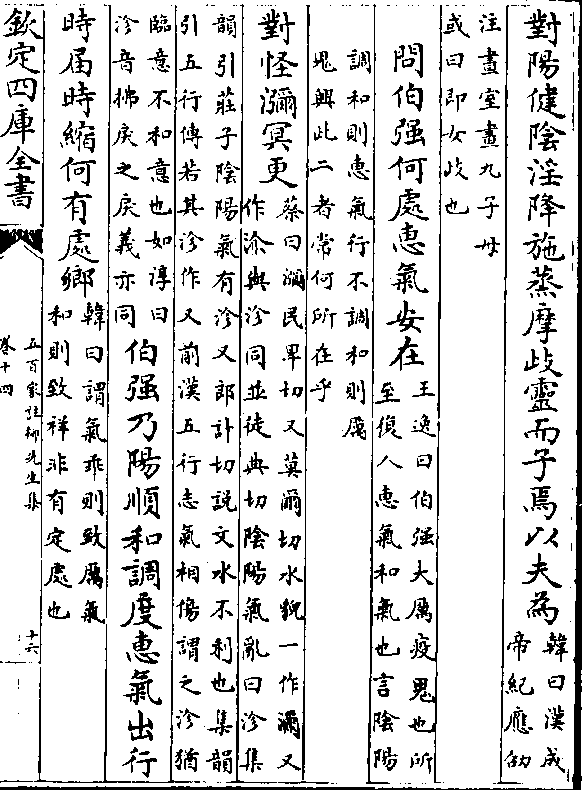 對陽健隂淫降施蒸摩歧靈而子焉以夫為
韓曰漢成
帝紀應劭
注畫室畫九子母
或曰即女歧也
問伯强何處惠氣安在
王逸曰伯强大厲疫鬼也所
至傷人惠氣和氣也言隂陽
調和則惠氣行不調和則厲
鬼興此二者常何所在乎
對怪瀰冥更
蔡曰瀰民畢切又莫爾切水貌一作瀰又
作㴽與沴同並徒典切隂陽氣亂曰沴集
韻引莊子隂陽氣有沴又郎計切説文水不利也集韻
引五行傳若其沴作又前漢五行志氣相傷謂之沴猶
臨意不和意也如淳曰
沴音拂戾之戾義亦同
伯强乃陽順和調度惠氣出行
時屆時縮何有處鄉
韓曰謂氣乖則致厲氣
和則致祥非有定處也
欽定四庫全書
五百家註柳先生集
卷十四
十六